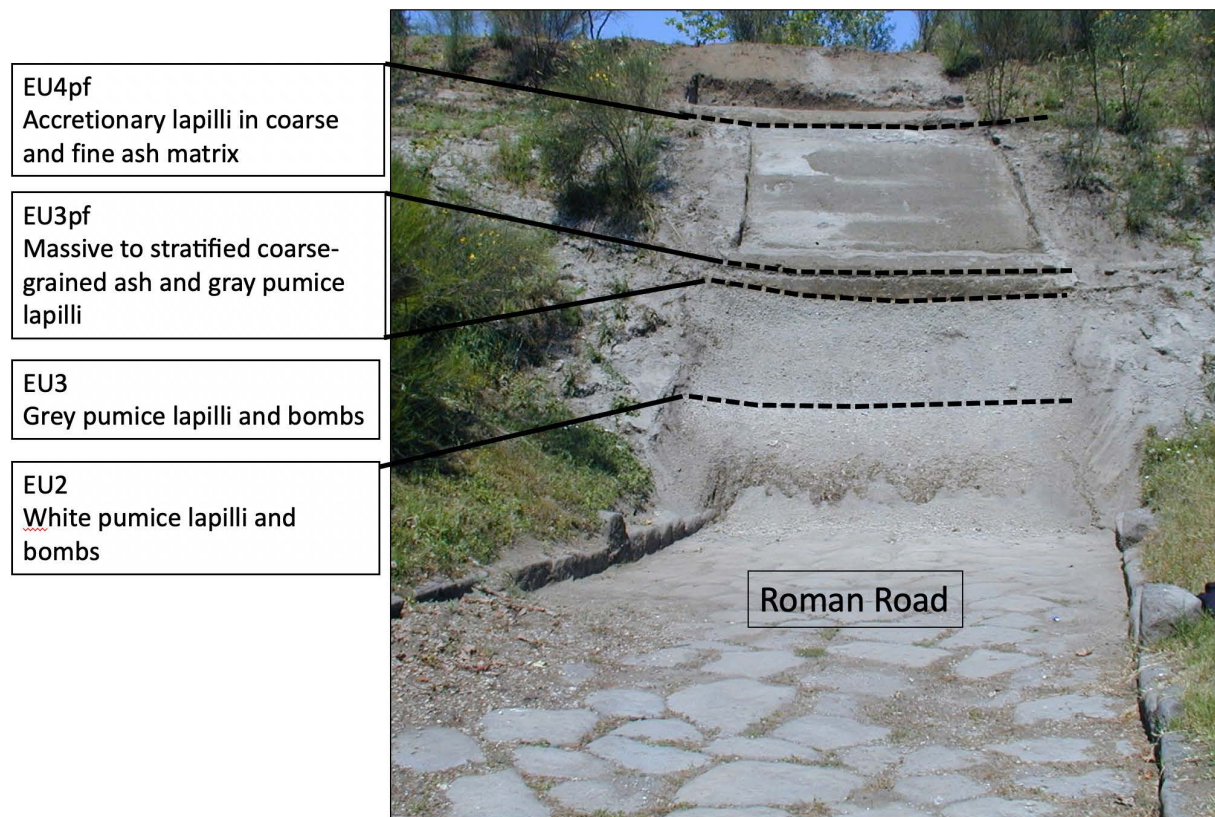 EU4pf
Accretionary lapilli in coarse
and fine ash matrix
EU3pf
Massive to stratified coarse-
grained ash and gray pumice
lapilli
EU3
Grey pumice lapilli and bombs
EU2
White pumice lapilli and
bombs
Roman Road